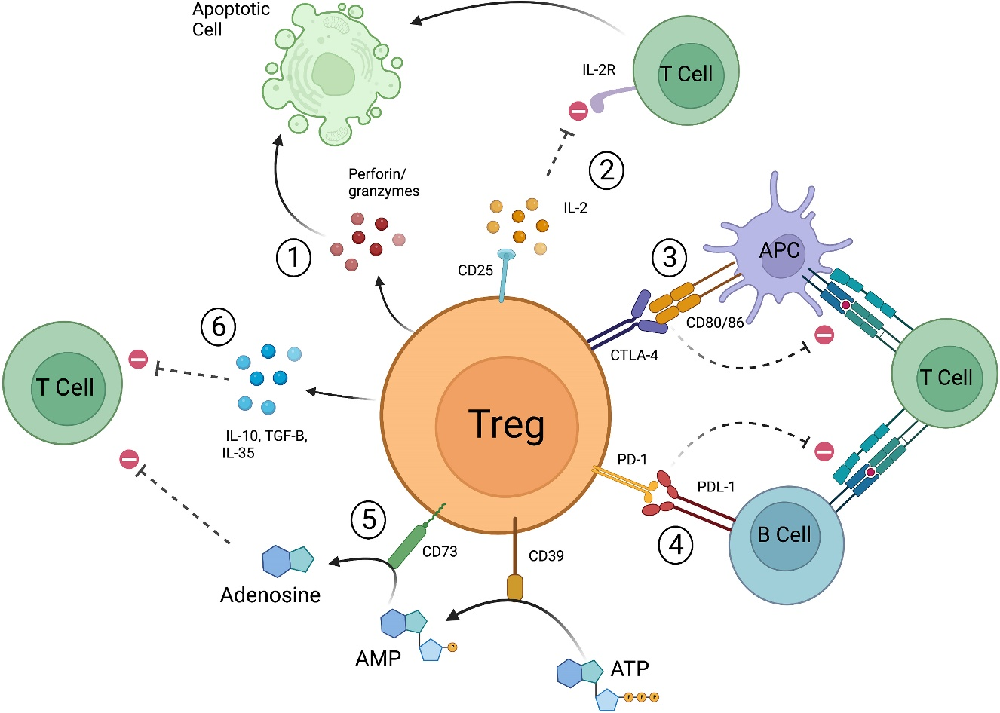 Apoptotic
Cell
IL-2R
T Cell
2
Perforin/
granzymes
IL-2
1
CD25
3
APC
CD80/86
CTLA-4
6
T Cell
T Cell
IL-10, TGF-B,
IL-35
Treg
PD-1
PDL-1
4
B Cell
5
CD73
CD39
Adenosine
AMP
P
ATP
P P P